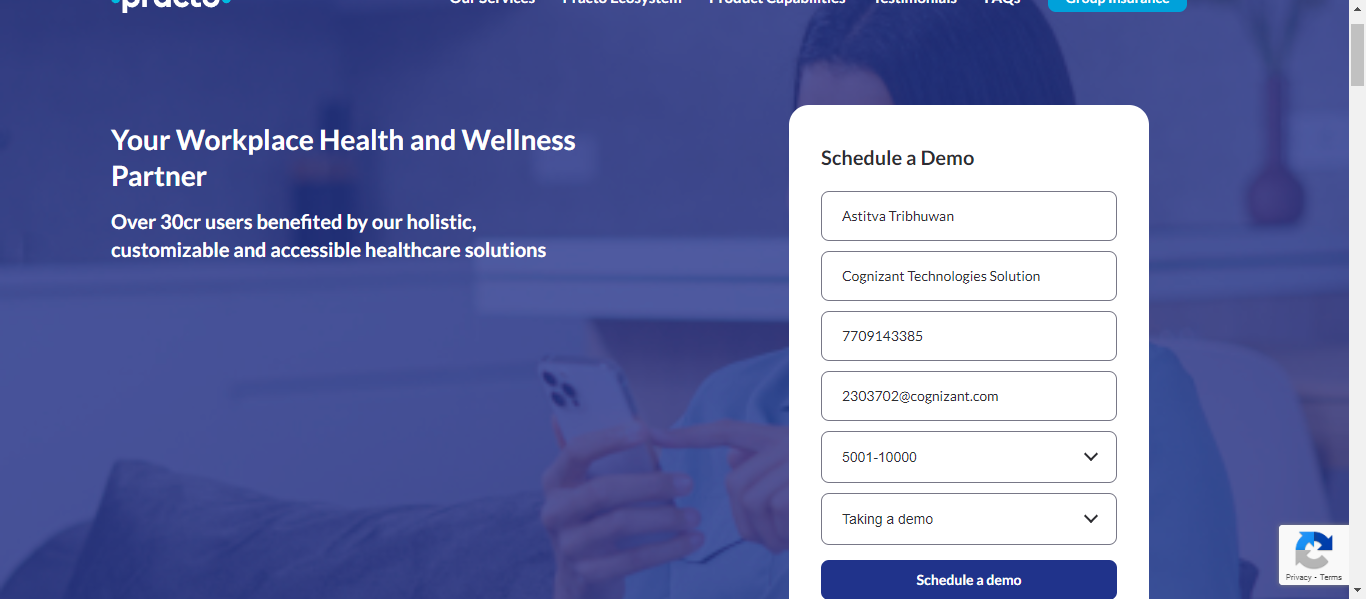 practo
Our Services Practo Ecosystem Product Capabilities Testimonials FAQs Group Insurance
Your Workplace Health and Wellness
Partner
Over 30cr users benefited by our holistic,
customizable and accessible healthcare solutions
Schedule a Demo
Astitva Tribhuwan
Cognizant Technologies Solution
7709143385
2303702@cognizant.com
5001-10000
Taking a demo
Schedule a demo
Privacy - Terms